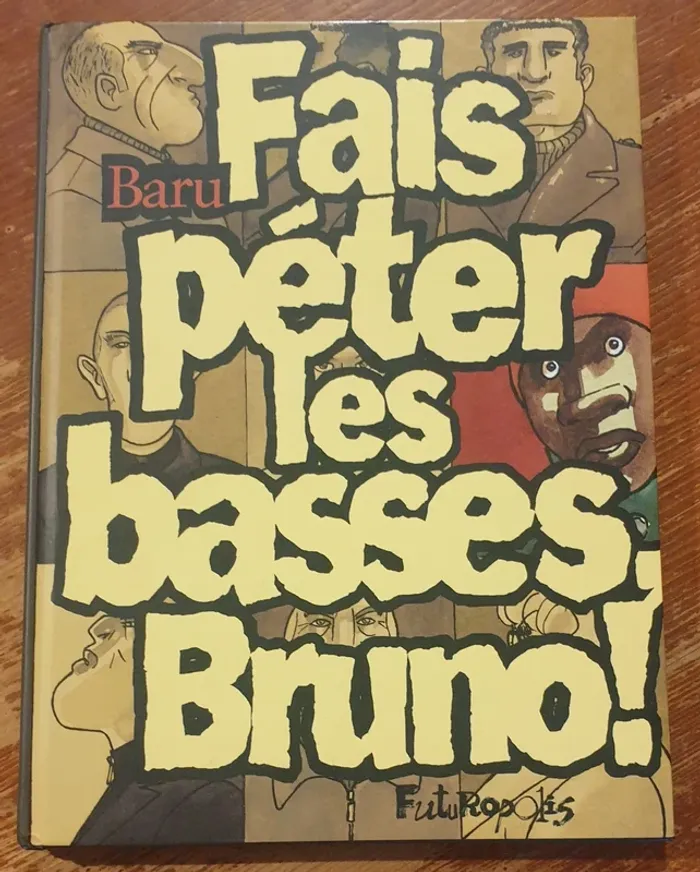 Baru
Fais
péter
les
basses,
Bruno!
Futuropolis